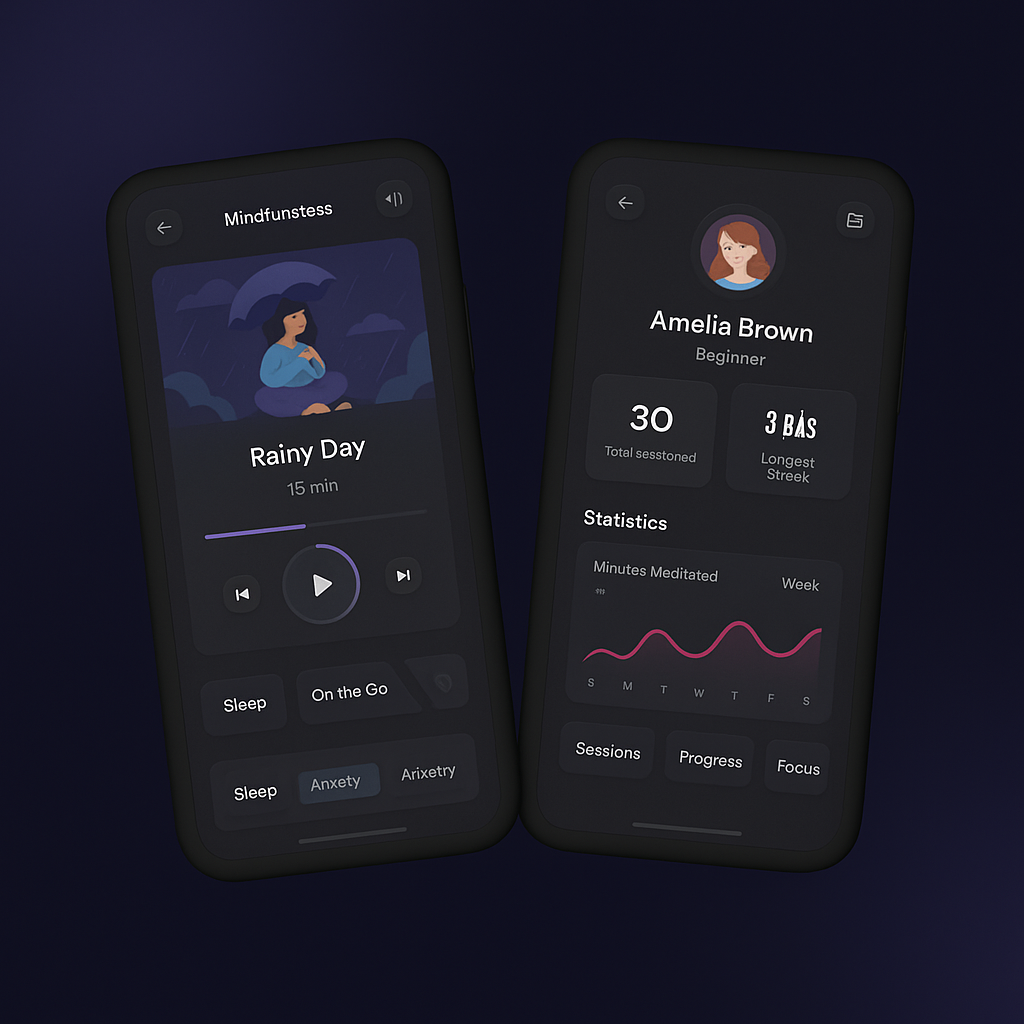 Mindfunstess
Rainy Day
15 min
Sleep
On the Go
Sleep
Anxety
Arixetry
Amelia Brown
Beginner
30
Total sesstoned
3 BAS
Longest
Streek
Statistics
Minutes Meditated
Week
S M T W T F S
Sessions
Progress
Focus